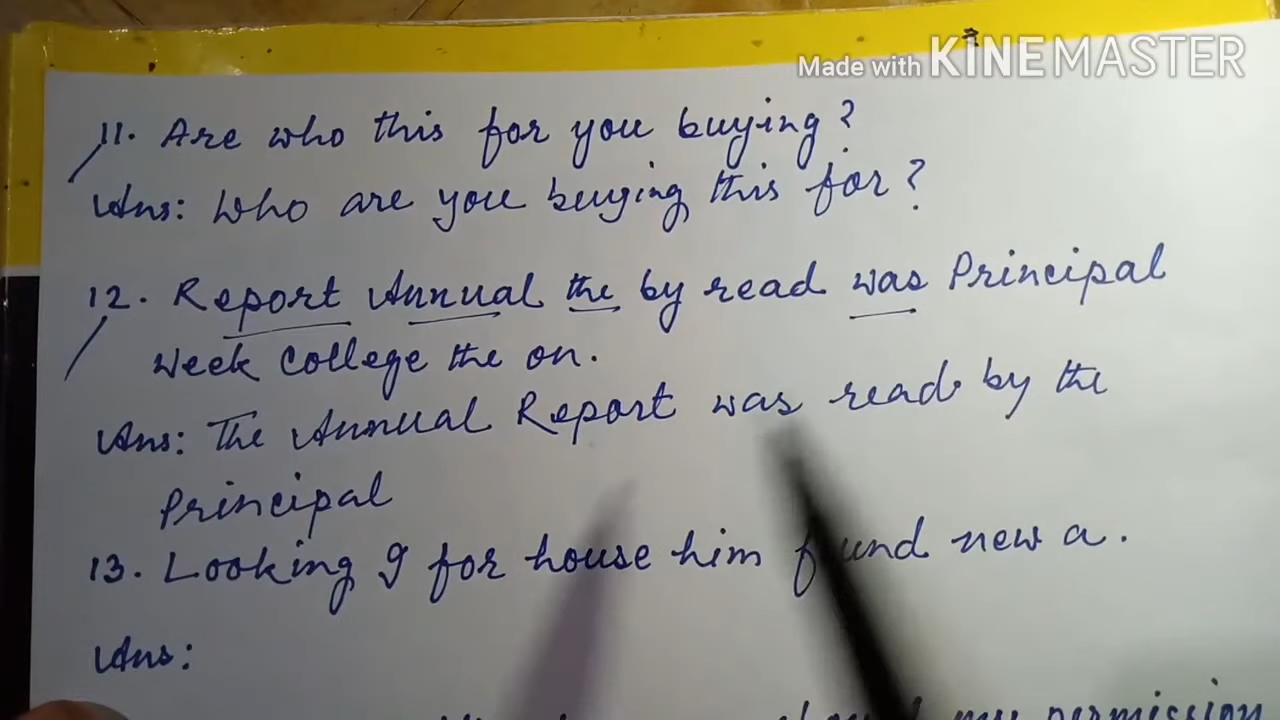 Made with KINEMASTER
11. Are who this for you buying?
Ans: Who are you buying this for?
12. Report Annual the by read was Principal
week College the on.
Ans: The Annual Report was read by the
Principal
13. Looking I for house him found new a.
Ans:
my permission